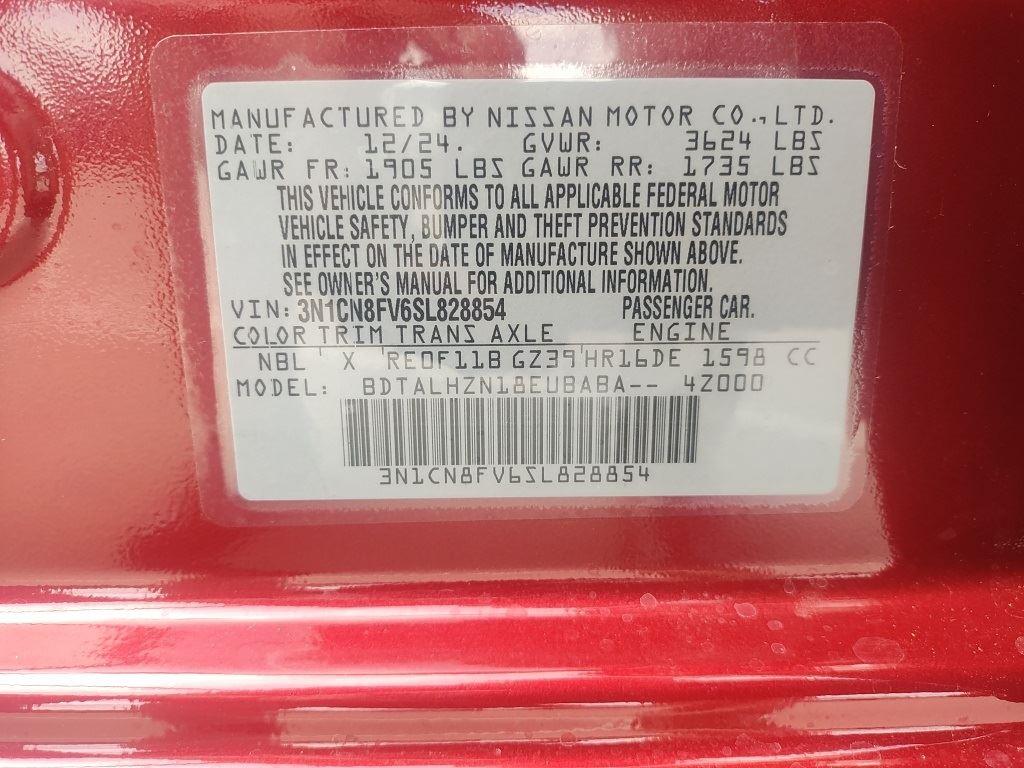 MANUFACTURED BY NISSAN MOTOR CO.,LTD.
DATE: 12/24. GVWR: 3624 LBS
GAWR FR: 1905 LBS GAWR RR: 1735 LBS
THIS VEHICLE CONFORMS TO ALL APPLICABLE FEDERAL MOTOR
VEHICLE SAFETY, BUMPER AND THEFT PREVENTION STANDARDS
IN EFFECT ON THE DATE OF MANUFACTURE SHOWN ABOVE.
SEE OWNER'S MANUAL FOR ADDITIONAL INFORMATION.
VIN: 3N1CN8FV6SL828854 PASSENGER CAR.
COLOR TRIM TRANS AXLE ENGINE
NBL X RE0F11B GZ39 HR16DE 1598 CC
MODEL: BDTALHZN18EUBABA-- 4Z000
3N1CN8FV6SL828854